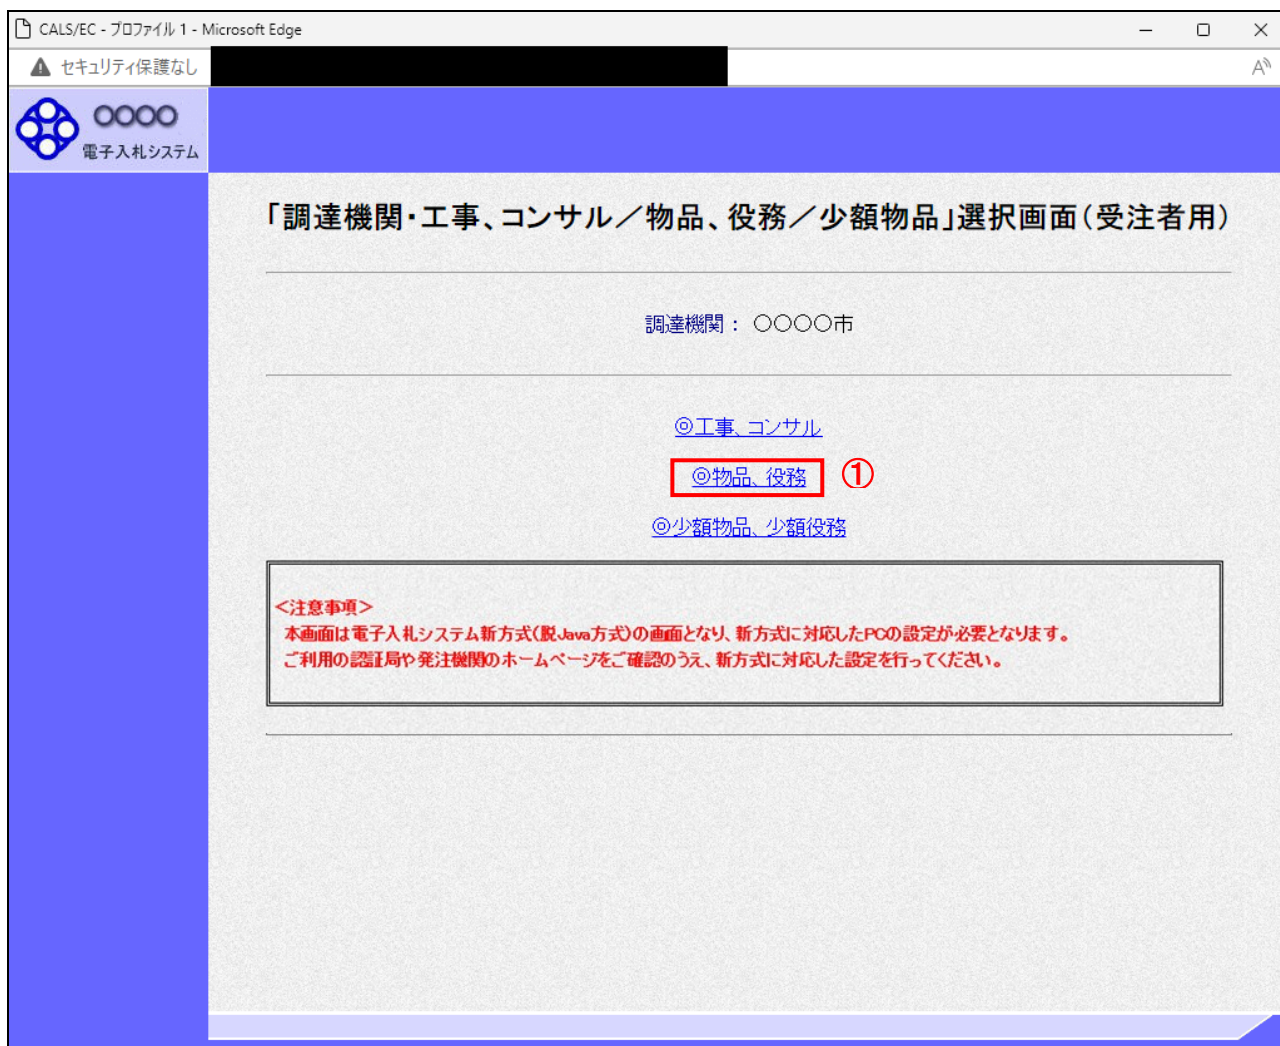 CALS/EC - プロファイル 1 - Microsoft Edge
セキュリティ保護なし
○○○○
電子入札システム
「調達機関・工事、コンサル／物品、役務／少額物品」選択画面（受注者用）
調達機関： ○○○○市
◎工事、コンサル
◎物品、役務 ①
◎少額物品、少額役務
＜注意事項＞
本画面は電子入札システム新方式(脱Java方式)の画面となり、新方式に対応したPCの設定が必要となります。
ご利用の認証局や発注機関のホームページをご確認のうえ、新方式に対応した設定を行ってください。